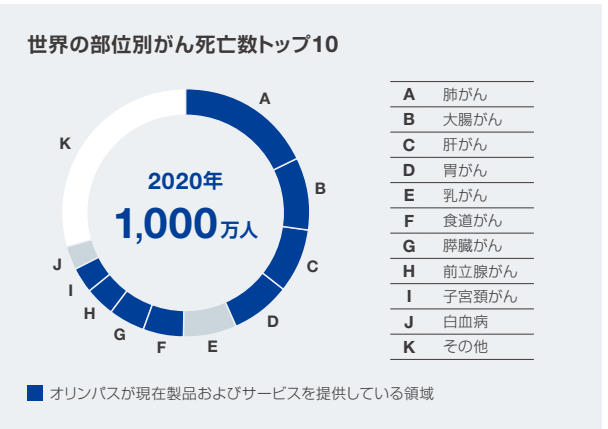 世界の部位別がん死亡数トップ10
A
B
C
D
E
F
G
H
I
J
K
2020年
1,000万人
A 肺がん
B 大腸がん
C 肝がん
D 胃がん
E 乳がん
F 食道がん
G 膵臓がん
H 前立腺がん
I 子宮頚がん
J 白血病
K その他
オリンパスが現在製品およびサービスを提供している領域